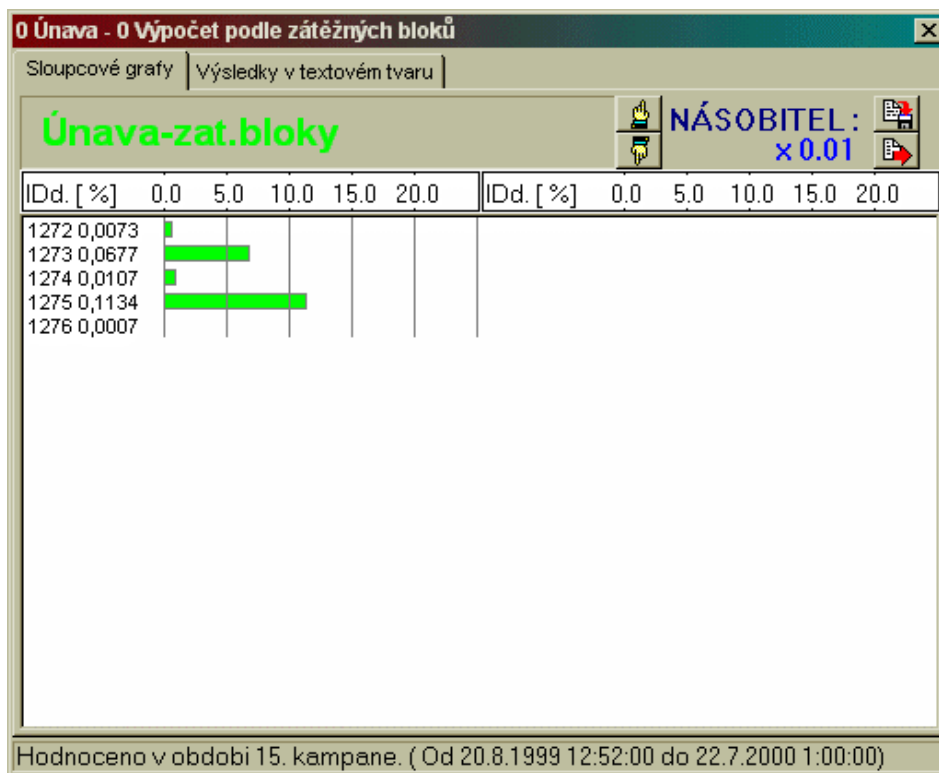 0 Únava - 0 Výpočet podle zátěžných bloků
Sloupcové grafy Výsledky v textovém tvaru
Únava-zat.bloky
NÁSOBITEL:
x 0.01
IDd. [ %] 0.0 5.0 10.0 15.0 20.0 IDd. [ %] 0.0 5.0 10.0 15.0 20.0
1272 0,0073
1273 0,0677
1274 0,0107
1275 0,1134
1276 0,0007
Hodnoceno v obdobi 15. kampane. ( Od 20.8.1999 12:52:00 do 22.7.2000 1:00:00)